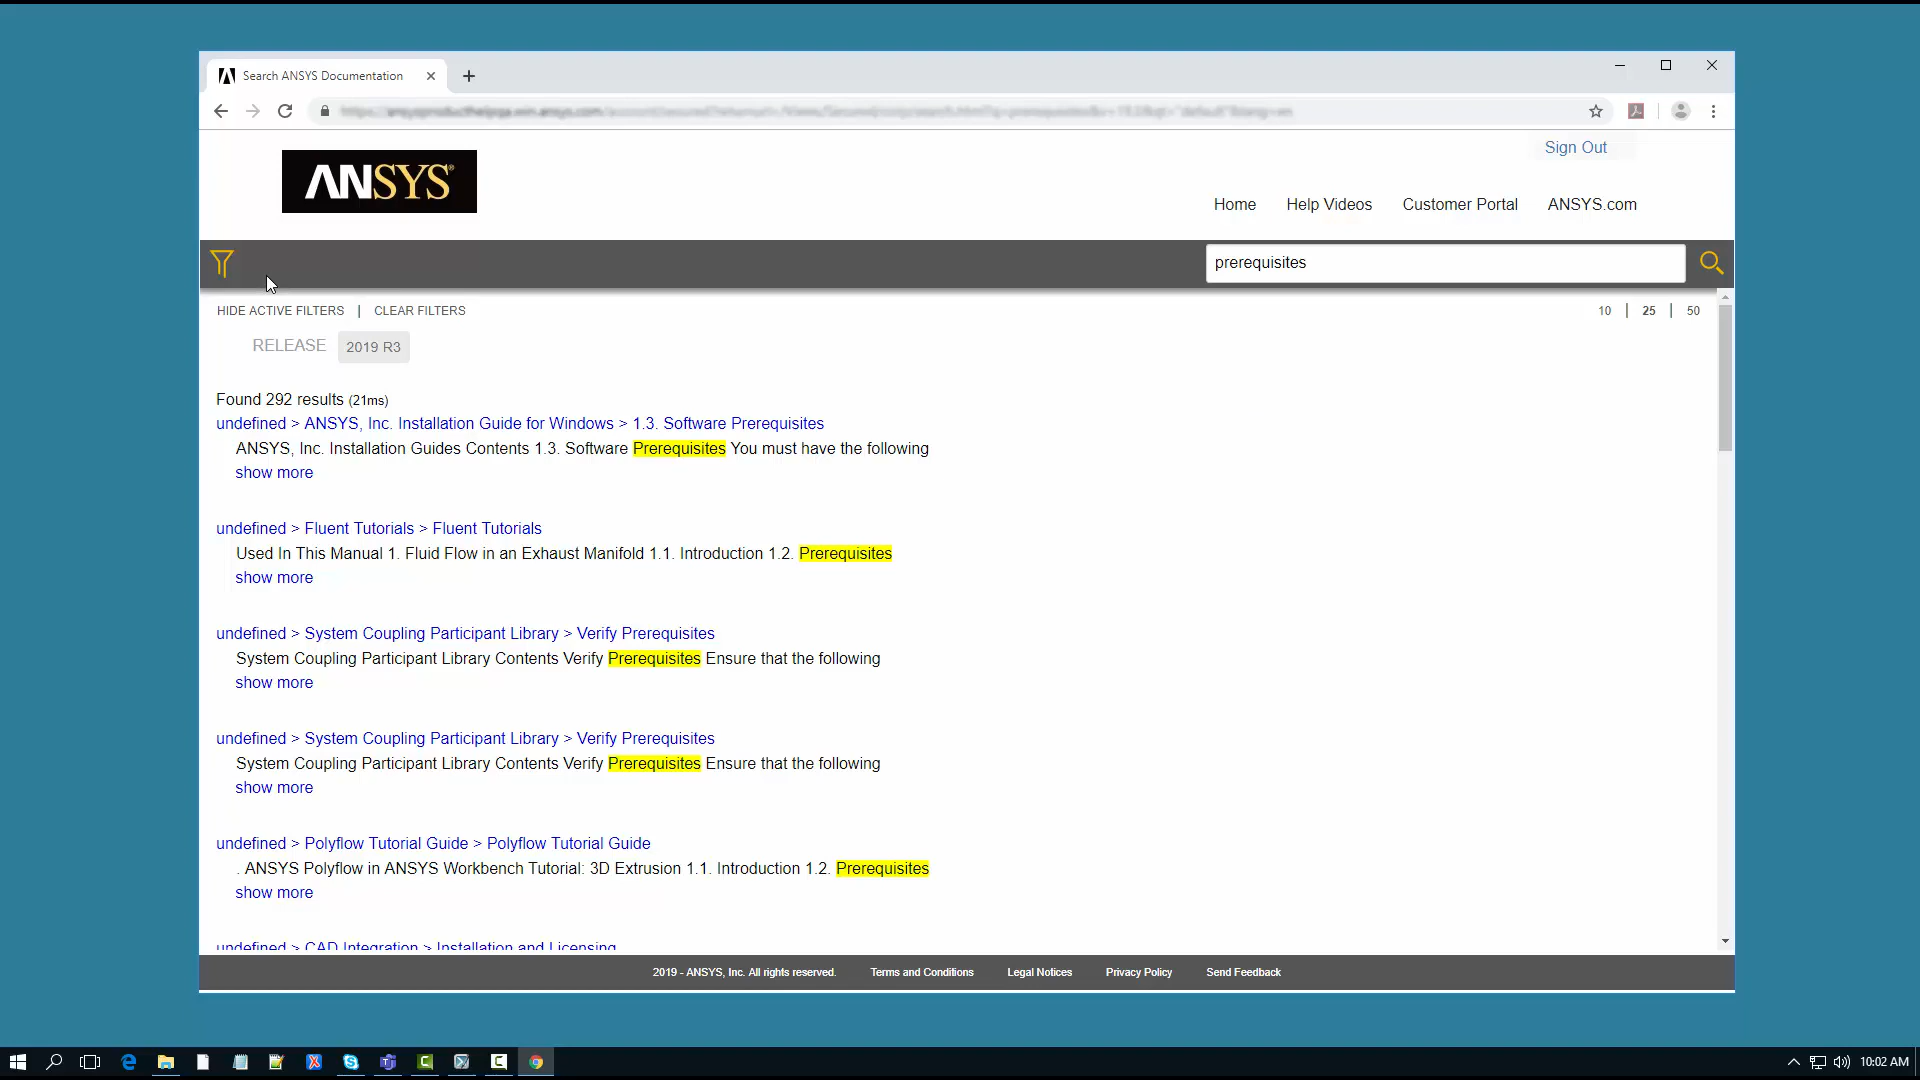 Search ANSYS Documentation
Sign Out
ANSYS®
Home Help Videos Customer Portal ANSYS.com
prerequisites
HIDE ACTIVE FILTERS | CLEAR FILTERS
10 | 25 | 50
RELEASE 2019 R3
Found 292 results (21ms)
undefined > ANSYS, Inc. Installation Guide for Windows > 1.3. Software Prerequisites
ANSYS, Inc. Installation Guides Contents 1.3. Software Prerequisites You must have the following
show more
undefined > Fluent Tutorials > Fluent Tutorials
Used In This Manual 1. Fluid Flow in an Exhaust Manifold 1.1. Introduction 1.2. Prerequisites
show more
undefined > System Coupling Participant Library > Verify Prerequisites
System Coupling Participant Library Contents Verify Prerequisites Ensure that the following
show more
undefined > System Coupling Participant Library > Verify Prerequisites
System Coupling Participant Library Contents Verify Prerequisites Ensure that the following
show more
undefined > Polyflow Tutorial Guide > Polyflow Tutorial Guide
. ANSYS Polyflow in ANSYS Workbench Tutorial: 3D Extrusion 1.1. Introduction 1.2. Prerequisites
show more
undefined > CAD Integration > Installation and Licensing
2019 - ANSYS, Inc. All rights reserved. Terms and Conditions Legal Notices Privacy Policy Send Feedback
10:02 AM